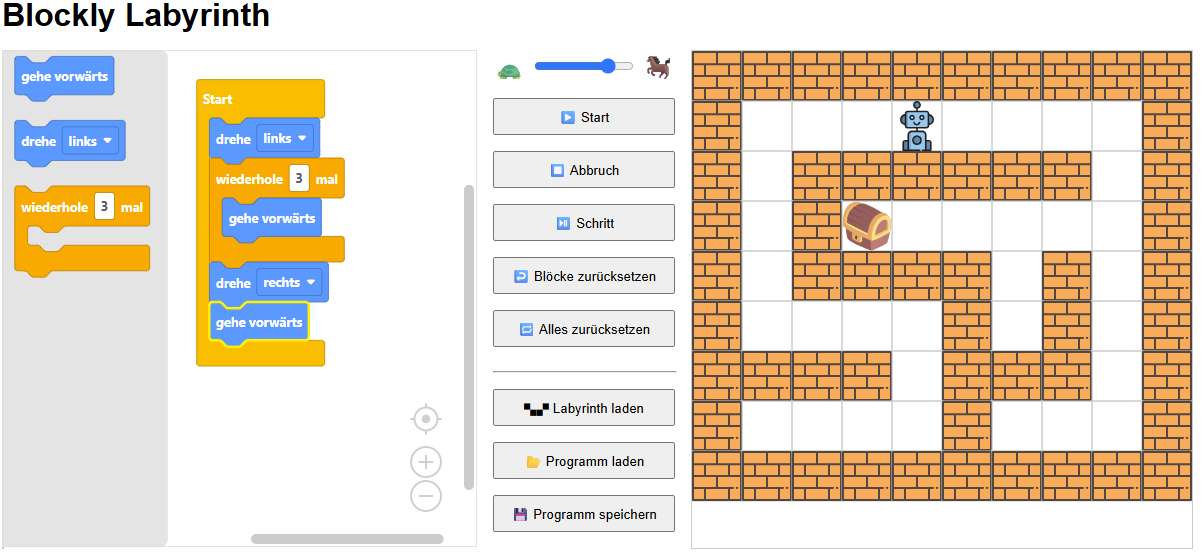 Blockly Labyrinth
gehe vorwärts
drehe links
wiederhole 3 mal
Start
drehe links
wiederhole 3 mal
gehe vorwärts
drehe rechts
gehe vorwärts
Start
Abbruch
Schritt
Blöcke zurücksetzen
Alles zurücksetzen
Labyrinth laden
Programm laden
Programm speichern